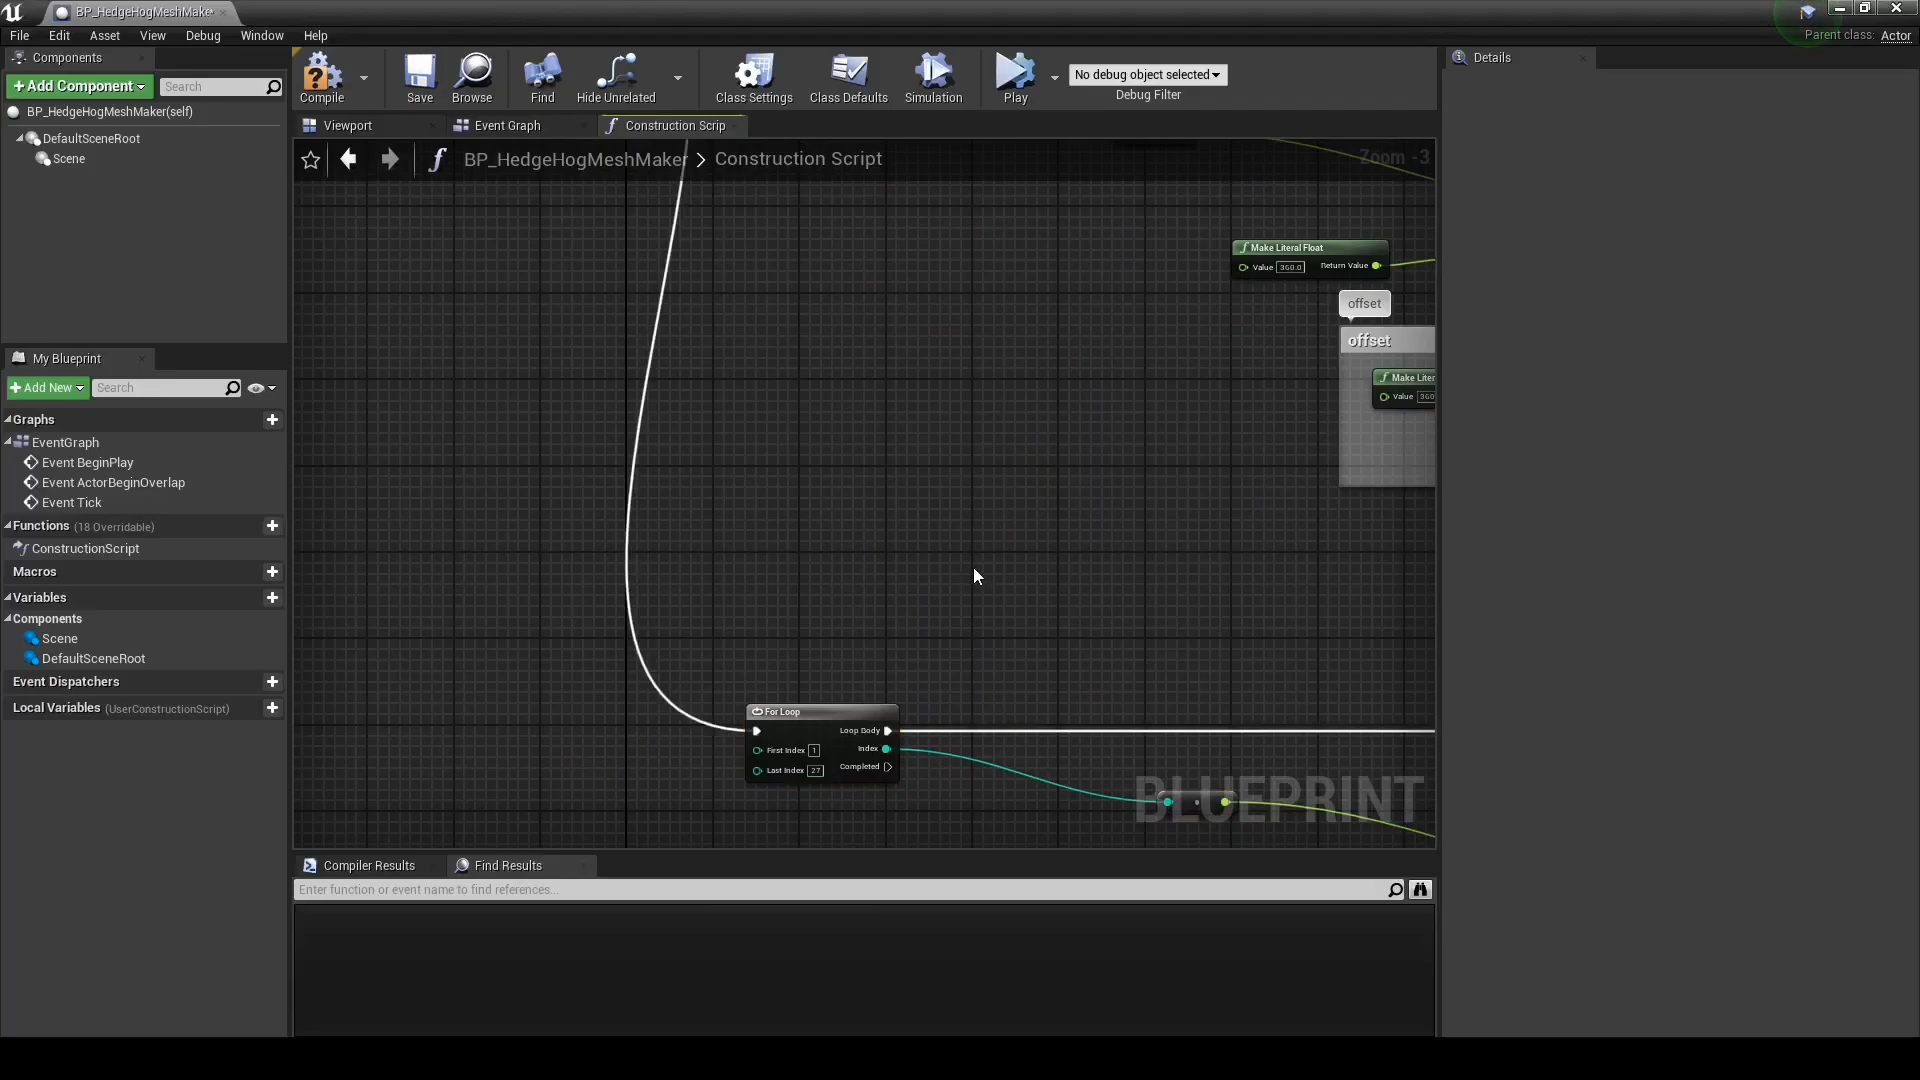 BP_HedgeHogMeshMake*
File Edit Asset View Debug Window Help
Parent class: Actor
Components
+Add Component
Search
BP_HedgeHogMeshMaker(self)
DefaultSceneRoot
Scene
Compile
Save
Browse
Find
Hide Unrelated
Class Settings
Class Defaults
Simulation
Play
No debug object selected
Debug Filter
Details
Viewport
Event Graph
Construction Scrip
BP_HedgeHogMeshMaker > Construction Script
Zoom -3
Make Literal Float
Value 360.0 Return Value
offset
offset
Make Liter
Value 360
My Blueprint
+Add New
Search
Graphs
EventGraph
Event BeginPlay
Event ActorBeginOverlap
Event Tick
Functions (18 Overridable)
ConstructionScript
Macros
Variables
Components
Scene
DefaultSceneRoot
Event Dispatchers
Local Variables (UserConstructionScript)
For Loop
Loop Body
First Index 1 Index
Last Index 27 Completed
BLUEPRINT
Compiler Results
Find Results
Enter function or event name to find references...